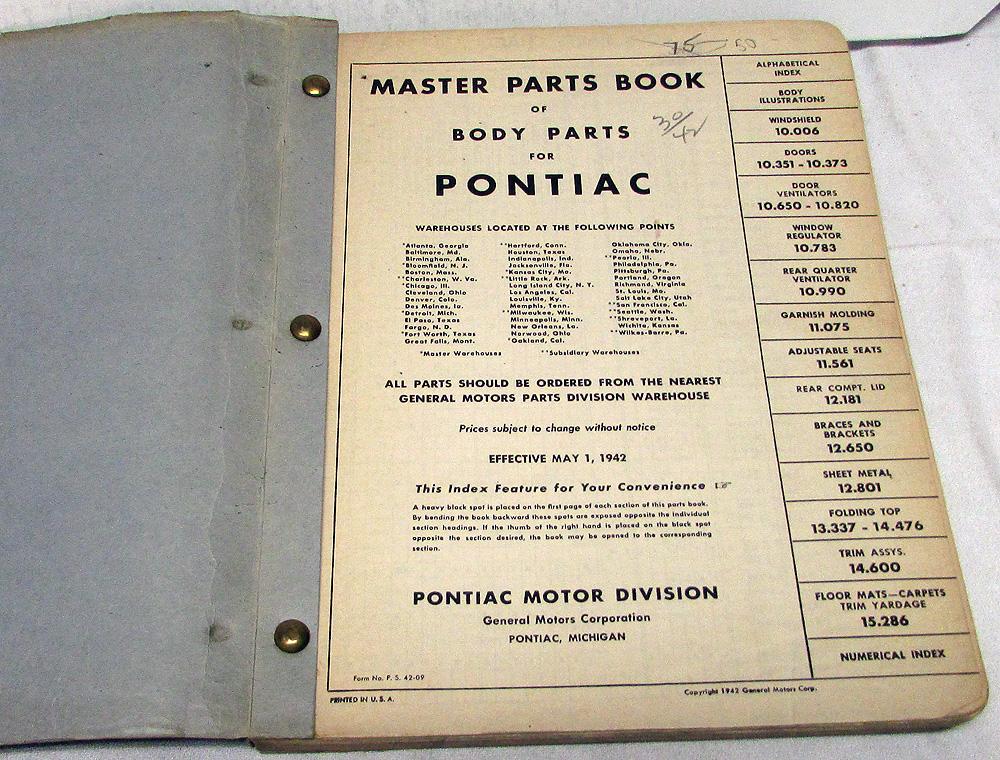 75 50
MASTER PARTS BOOK
OF
BODY PARTS
30/42
FOR
PONTIAC
WAREHOUSES LOCATED AT THE FOLLOWING POINTS
*Atlanta, Georgia
Baltimore, Md.
Birmingham, Ala.
*Bloomfield, N. J.
Boston, Mass.
**Charleston, W. Va.
*Chicago, Ill.
Cleveland, Ohio
Denver, Colo.
Des Moines, Ia.
*Detroit, Mich.
El Paso, Texas
*Fargo, N. D.
*Fort Worth, Texas
Great Falls, Mont.
**Hartford, Conn.
Houston, Texas
Indianapolis, Ind.
Jacksonville, Fla.
*Kansas City, Mo.
**Little Rock, Ark.
Long Island City, N. Y.
Los Angeles, Cal.
Louisville, Ky.
Memphis, Tenn.
**Milwaukee, Wis.
Minneapolis, Minn.
New Orleans, La.
Norwood, Ohio
*Oakland, Cal.
Oklahoma City, Okla.
Omaha, Nebr.
**Peoria, Ill.
Philadelphia, Pa.
Pittsburgh, Pa.
Portland, Oregon
Richmond, Virginia
St. Louis, Mo.
Salt Lake City, Utah
**San Francisco, Cal.
**Seattle, Wash.
**Shreveport, La.
Wichita, Kansas
**Wilkes-Barre, Pa.
*Master Warehouses **Subsidiary Warehouses
ALL PARTS SHOULD BE ORDERED FROM THE NEAREST
GENERAL MOTORS PARTS DIVISION WAREHOUSE
Prices subject to change without notice
EFFECTIVE MAY 1, 1942
This Index Feature for Your Convenience ☞
A heavy black spot is placed on the first page of each section of this parts book.
By bending the book backward these spots are exposed opposite the individual
section headings. If the thumb of the right hand is placed on the black spot
opposite the section desired, the book may be opened to the corresponding
section.
PONTIAC MOTOR DIVISION
General Motors Corporation
PONTIAC, MICHIGAN
Form No. P. S. 42-09
PRINTED IN U. S. A.
Copyright 1942 General Motors Corp.
ALPHABETICAL
INDEX
BODY
ILLUSTRATIONS
WINDSHIELD
10.006
DOORS
10.351 - 10.373
DOOR
VENTILATORS
10.650 - 10.820
WINDOW
REGULATOR
10.783
REAR QUARTER
VENTILATOR
10.990
GARNISH MOLDING
11.075
ADJUSTABLE SEATS
11.561
REAR COMPT. LID
12.181
BRACES AND
BRACKETS
12.650
SHEET METAL
12.801
FOLDING TOP
13.337 - 14.476
TRIM ASSYS.
14.600
FLOOR MATS—CARPETS
TRIM YARDAGE
15.286
NUMERICAL INDEX